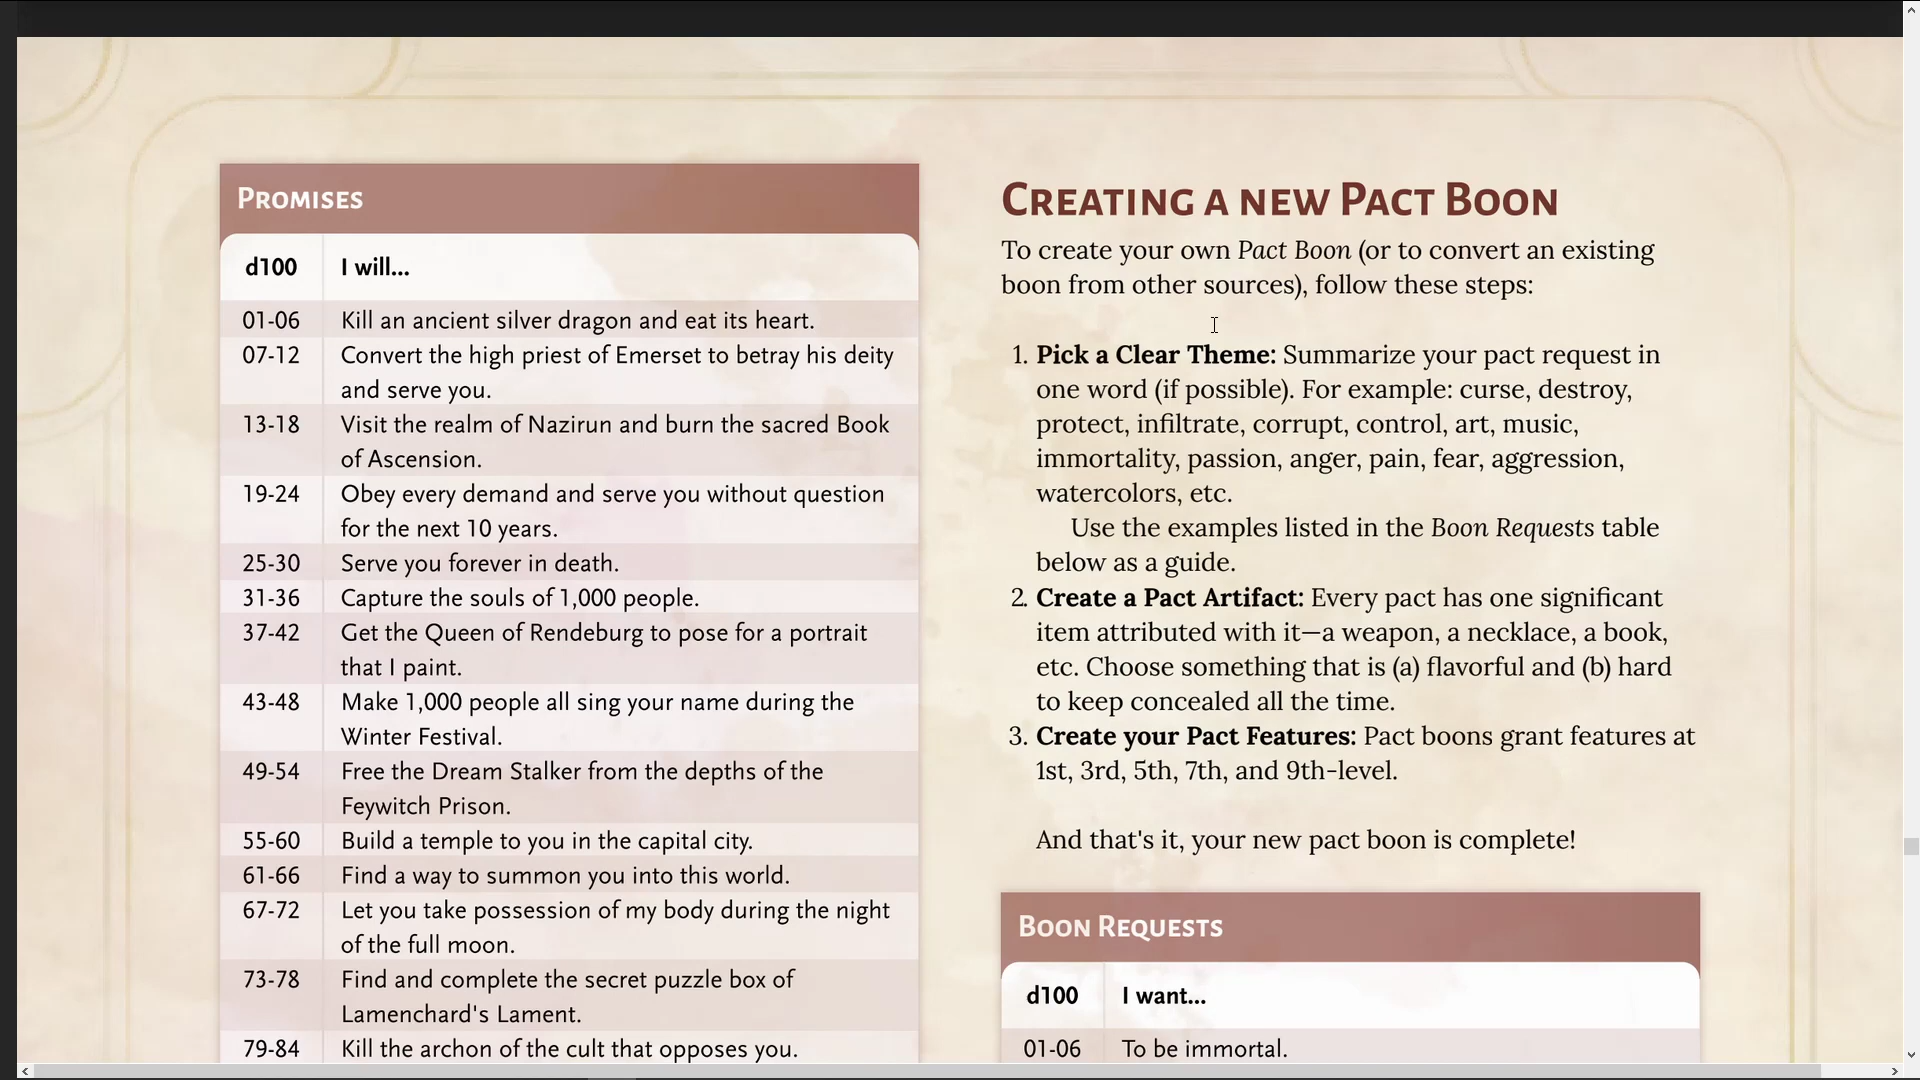 Promises
d100 I will...
01-06 Kill an ancient silver dragon and eat its heart.
07-12 Convert the high priest of Emerset to betray his deity
and serve you.
13-18 Visit the realm of Nazirun and burn the sacred Book
of Ascension.
19-24 Obey every demand and serve you without question
for the next 10 years.
25-30 Serve you forever in death.
31-36 Capture the souls of 1,000 people.
37-42 Get the Queen of Rendeburg to pose for a portrait
that I paint.
43-48 Make 1,000 people all sing your name during the
Winter Festival.
49-54 Free the Dream Stalker from the depths of the
Feywitch Prison.
55-60 Build a temple to you in the capital city.
61-66 Find a way to summon you into this world.
67-72 Let you take possession of my body during the night
of the full moon.
73-78 Find and complete the secret puzzle box of
Lamenchard's Lament.
79-84 Kill the archon of the cult that opposes you.
Creating a new Pact Boon
To create your own Pact Boon (or to convert an existing
boon from other sources), follow these steps:
1. Pick a Clear Theme: Summarize your pact request in
one word (if possible). For example: curse, destroy,
protect, infiltrate, corrupt, control, art, music,
immortality, passion, anger, pain, fear, aggression,
watercolors, etc.
Use the examples listed in the Boon Requests table
below as a guide.
2. Create a Pact Artifact: Every pact has one significant
item attributed with it—a weapon, a necklace, a book,
etc. Choose something that is (a) flavorful and (b) hard
to keep concealed all the time.
3. Create your Pact Features: Pact boons grant features at
1st, 3rd, 5th, 7th, and 9th-level.
And that's it, your new pact boon is complete!
Boon Requests
d100 I want...
01-06 To be immortal.